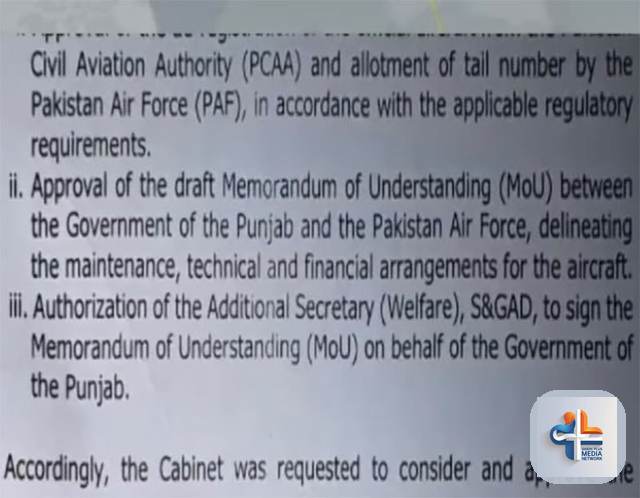 Civil Aviation Authority (PCAA) and allotment of tail number by the
Pakistan Air Force (PAF), in accordance with the applicable regulatory
requirements.
ii. Approval of the draft Memorandum of Understanding (MoU) between
the Government of the Punjab and the Pakistan Air Force, delineating
the maintenance, technical and financial arrangements for the aircraft.
iii. Authorization of the Additional Secretary (Welfare), S&GAD, to sign the
Memorandum of Understanding (MoU) on behalf of the Government of
the Punjab.
Accordingly, the Cabinet was requested to consider and
MEDIA
NETWORK